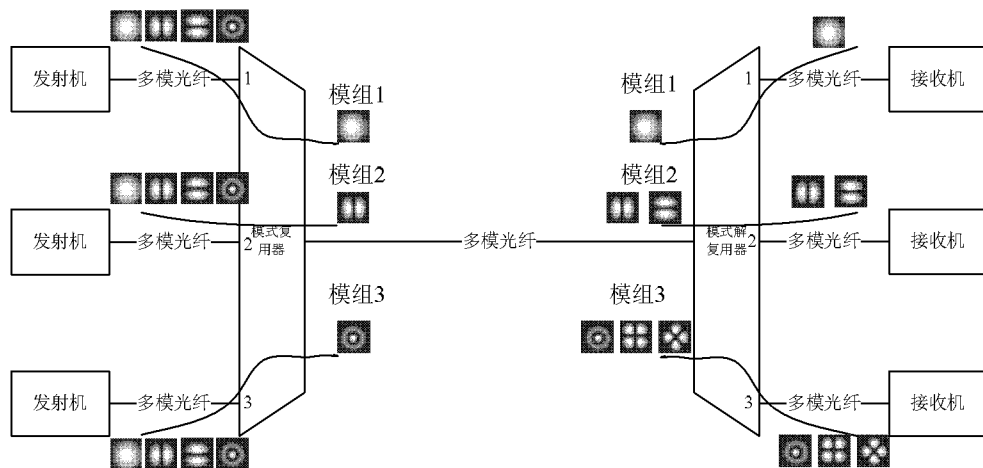 发射机 多模光纤 1 模组1 模组1 1 多模光纤 接收机
模组2 模组2
发射机 多模光纤 2 模式复 多模光纤 模式解 2 多模光纤 接收机
用器 复用器
模组3 模组3
发射机 多模光纤 3 3 多模光纤 接收机